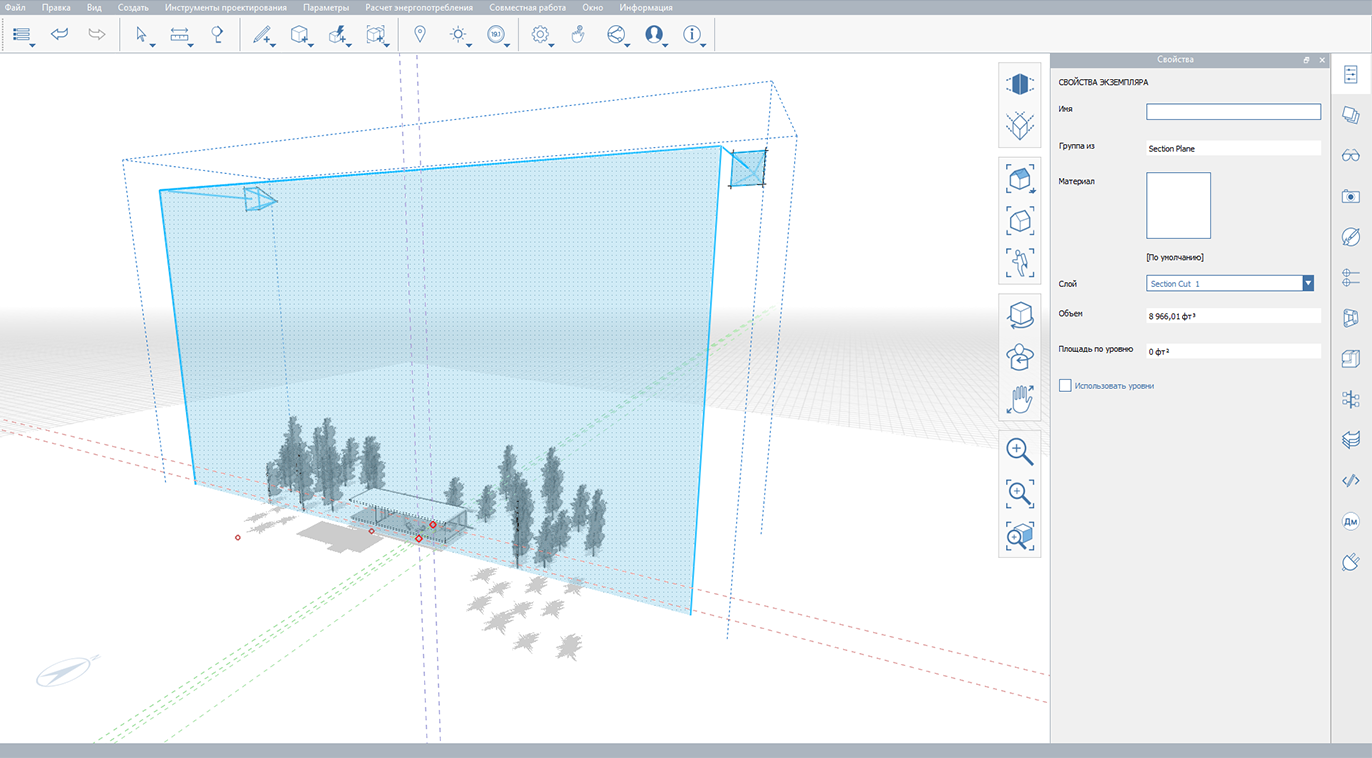 Файл Правка Вид Создать Инструменты проектирования Параметры Расчет энергопотребления Совместная работа Окно Информация
19.1
Свойства
СВОЙСТВА ЭКЗЕМПЛЯРА
Имя
Группа из Section Plane
Материал
[По умолчанию]
Слой Section Cut 1
Объем 8 966,01 фт³
Площадь по уровню 0 фт²
Использовать уровни
Дм